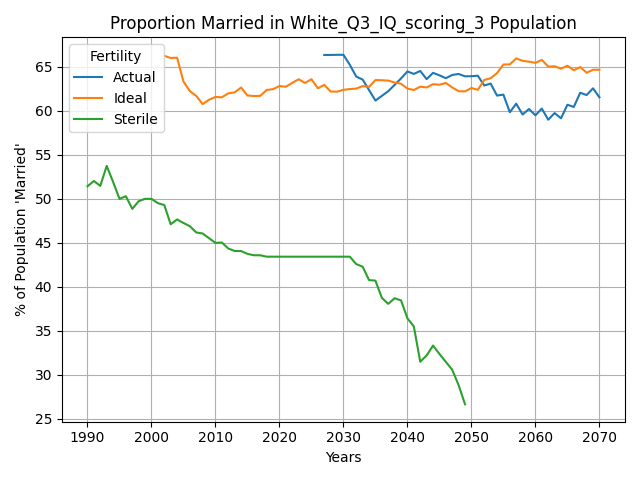 Proportion Married in White_Q3_IQ_scoring_3 Population
Fertility
Actual
Ideal
Sterile
% of Population 'Married'
65
60
55
50
45
40
35
30
25
1990 2000 2010 2020 2030 2040 2050 2060 2070
Years